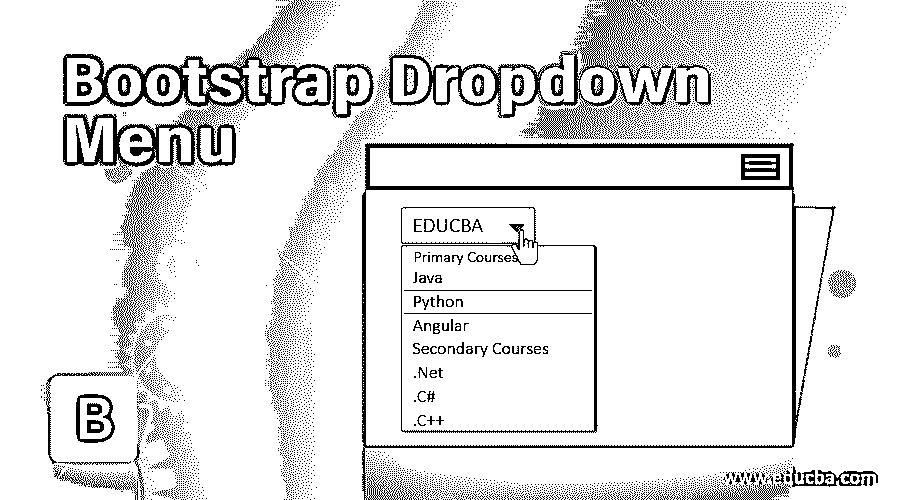 Bootstrap Dropdown
Menu
EDUCBA
Primary Courses
Java
Python
Angular
Secondary Courses
.Net
.C#
.C++
B
www.educba.com